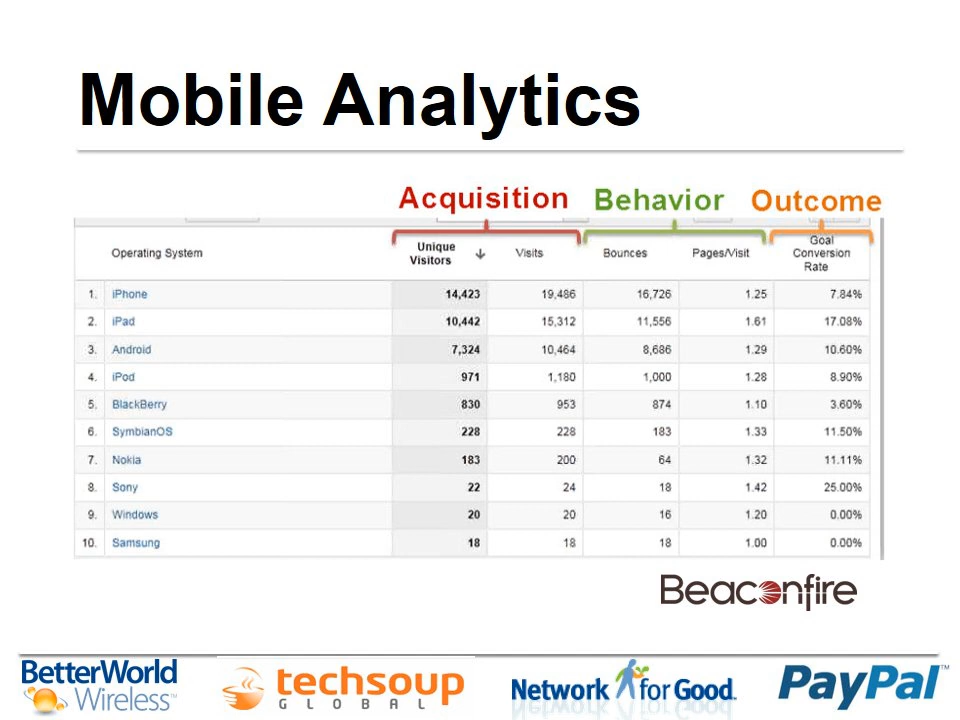 Mobile Analytics
Acquisition Behavior Outcome
Operating System Unique Visitors Visits Bounces Pages/Visit Goal Conversion Rate
1. iPhone 14,423 19,486 16,726 1.25 7.84%
2. iPad 10,442 15,312 11,556 1.61 17.08%
3. Android 7,324 10,464 8,686 1.29 10.60%
4. iPod 971 1,180 1,000 1.28 8.90%
5. BlackBerry 830 953 874 1.10 3.60%
6. SymbianOS 228 228 183 1.33 11.50%
7. Nokia 183 200 64 1.32 11.11%
8. Sony 22 24 18 1.42 25.00%
9. Windows 20 20 16 1.20 0.00%
10. Samsung 18 18 18 1.00 0.00%
Beaconfire
BetterWorld Wireless™
techsoup GLOBAL
Network for Good.
PayPal™